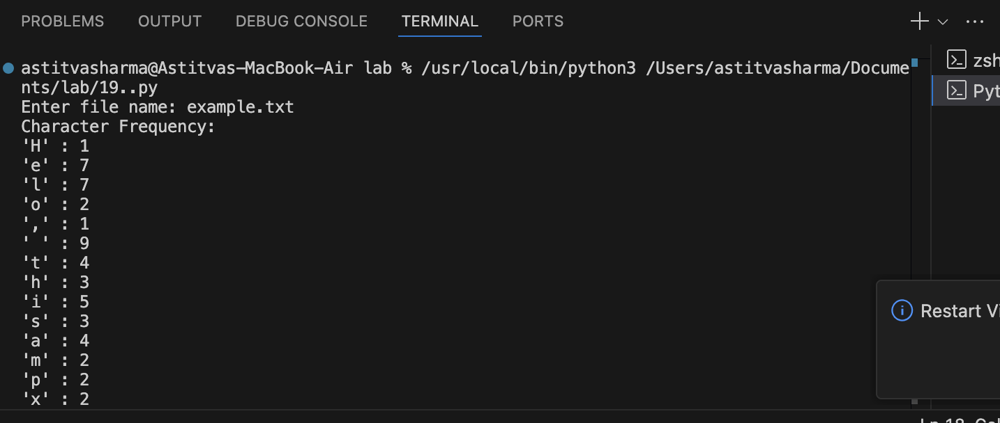 PROBLEMS OUTPUT DEBUG CONSOLE TERMINAL PORTS
astitvasharma@Astitvas-MacBook-Air lab % /usr/local/bin/python3 /Users/astitvasharma/Docume
nts/lab/19..py
Enter file name: example.txt
Character Frequency:
'H' : 1
'e' : 7
'l' : 7
'o' : 2
',' : 1
' ' : 9
't' : 4
'h' : 3
'i' : 5
's' : 3
'a' : 4
'm' : 2
'p' : 2
'x' : 2
zsh
Pyt
Restart Vi